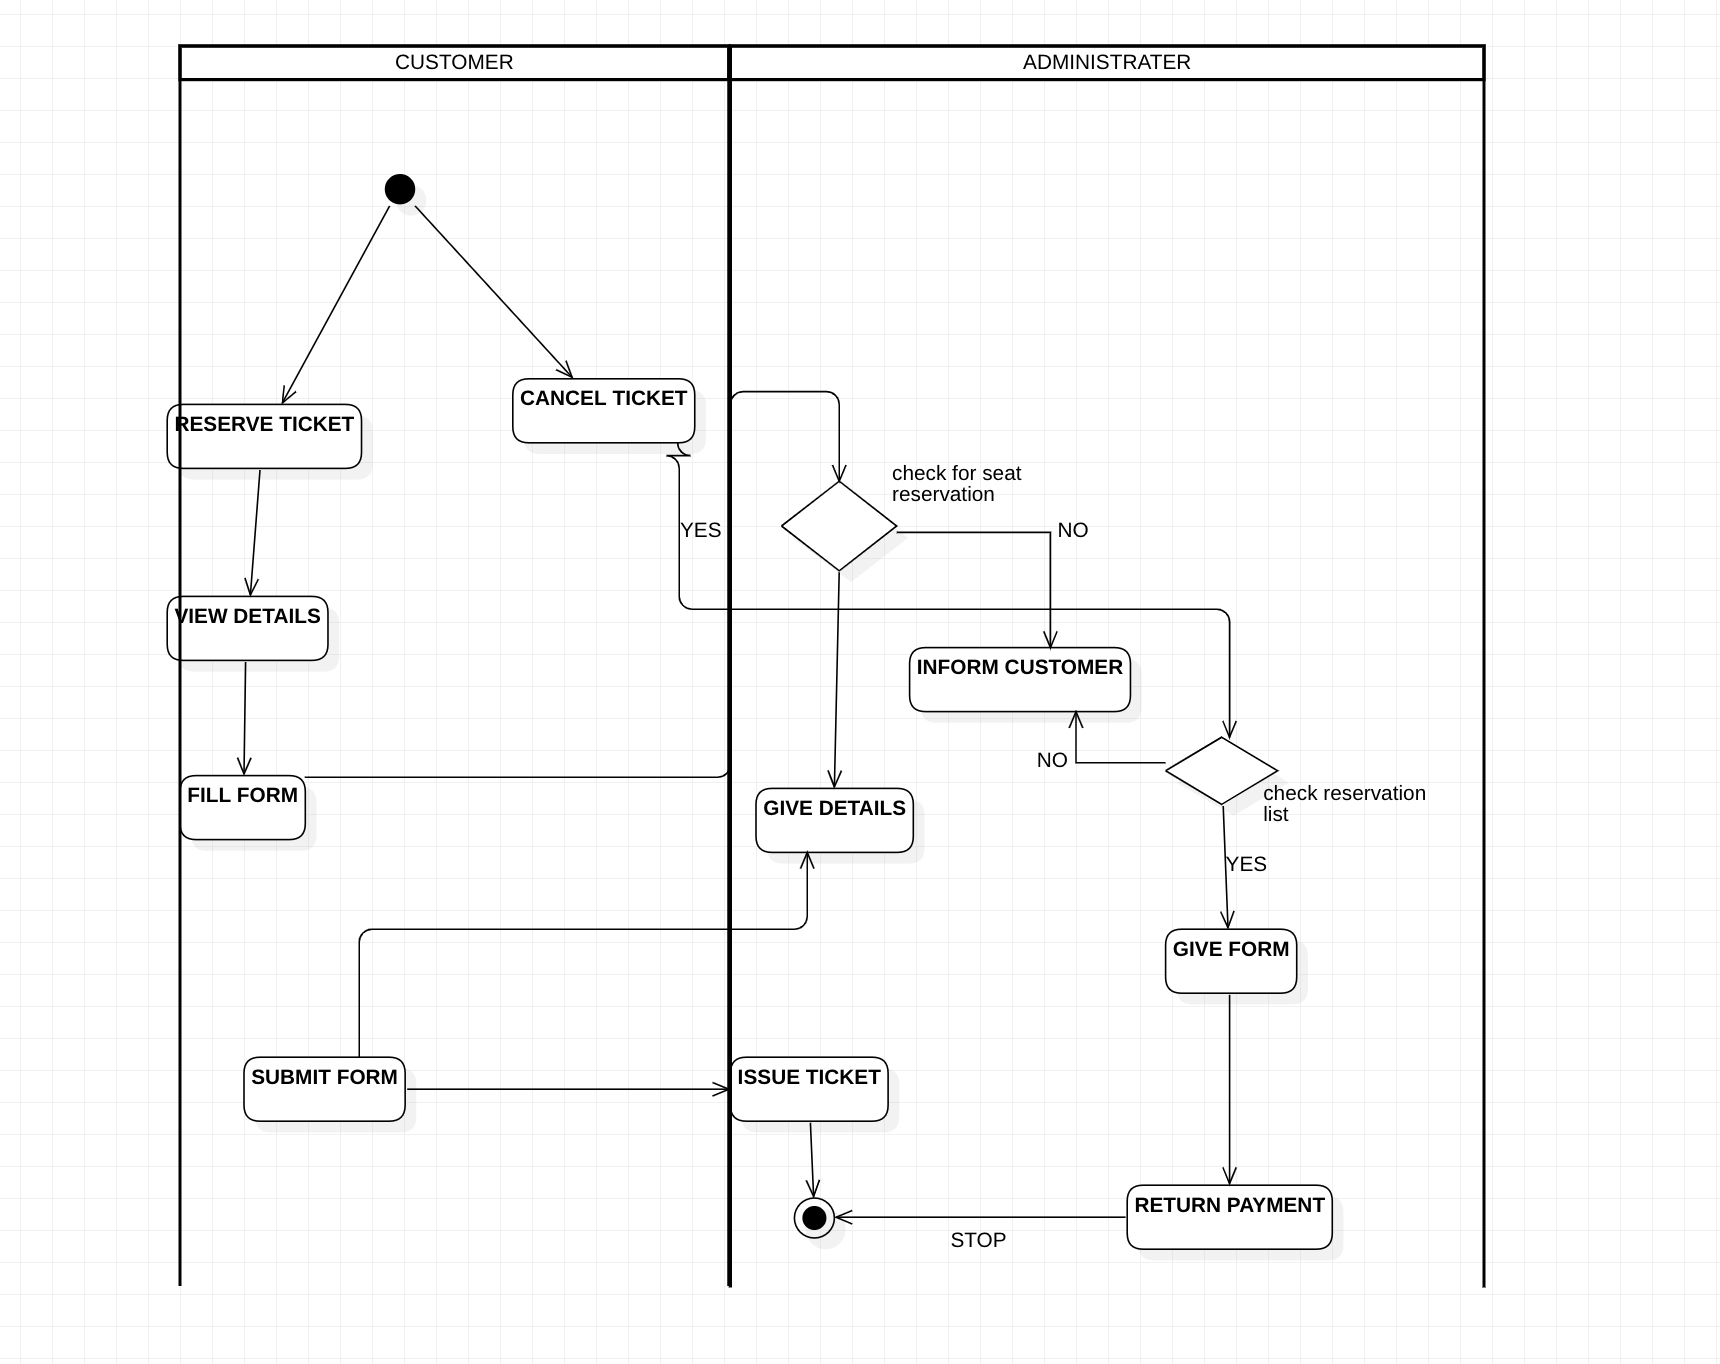 CUSTOMER
ADMINISTRATER
CANCEL TICKET
RESERVE TICKET
check for seat
reservation
YES
NO
VIEW DETAILS
INFORM CUSTOMER
NO
FILL FORM
GIVE DETAILS
check reservation
list
YES
GIVE FORM
SUBMIT FORM
ISSUE TICKET
RETURN PAYMENT
STOP